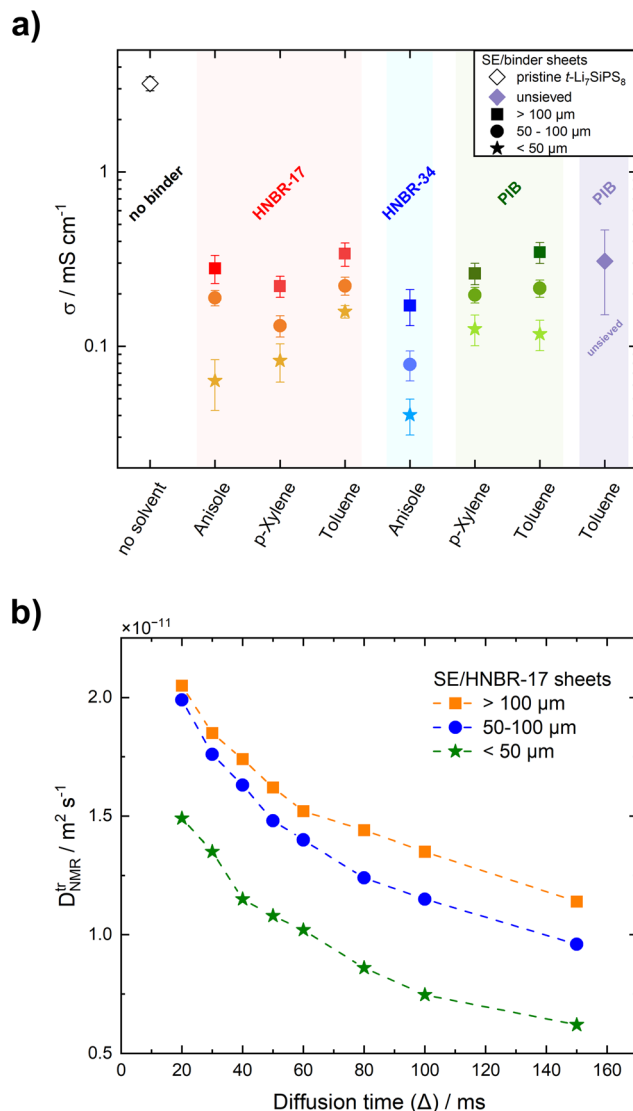 a)
SE/binder sheets
pristine t-Li₇SiPS₈
unsieved
> 100 µm
50 - 100 µm
< 50 µm
1
0.1
σ / mS cm⁻¹
no binder
HNBR-17
HNBR-34
PIB
PIB
unsieved
no solvent
Anisole
p-Xylene
Toluene
Anisole
p-Xylene
Toluene
Toluene
b)
×10⁻¹¹
SE/HNBR-17 sheets
> 100 µm
50-100 µm
< 50 µm
2.0
1.5
1.0
0.5
D^tr_NMR / m² s⁻¹
0 20 40 60 80 100 120 140 160
Diffusion time (Δ) / ms